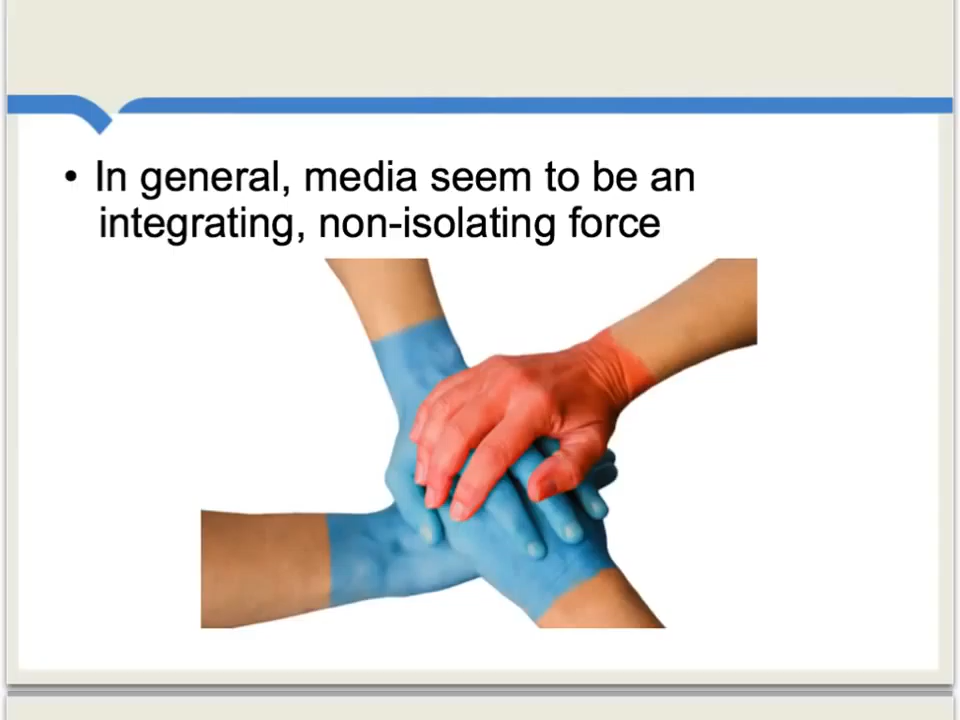 • In general, media seem to be an
integrating, non-isolating force